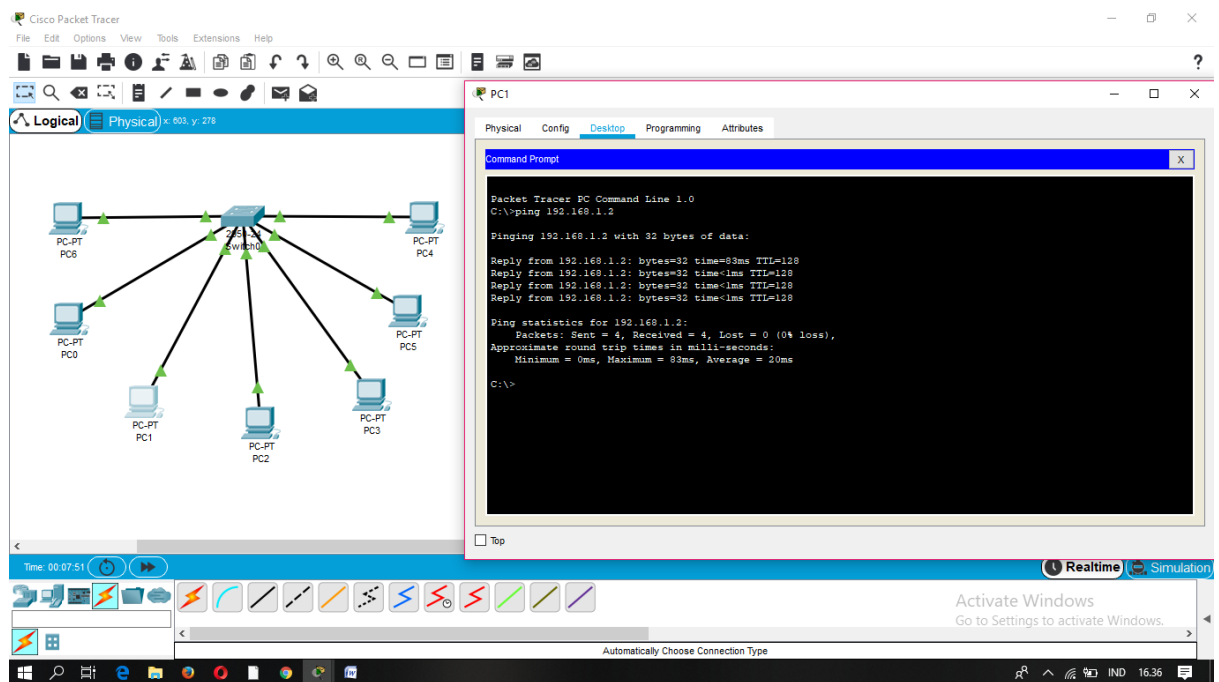 Cisco Packet Tracer
File Edit Options View Tools Extensions Help
?
Logical Physical x: 603, y: 278
PC-PT
PC6
2950-24
Switch0
PC-PT
PC4
PC-PT
PC0
PC-PT
PC5
PC-PT
PC1
PC-PT
PC2
PC-PT
PC3
PC1
Physical Config Desktop Programming Attributes
Command Prompt
X
Packet Tracer PC Command Line 1.0
C:\>ping 192.168.1.2
Pinging 192.168.1.2 with 32 bytes of data:
Reply from 192.168.1.2: bytes=32 time=83ms TTL=128
Reply from 192.168.1.2: bytes=32 time<1ms TTL=128
Reply from 192.168.1.2: bytes=32 time<1ms TTL=128
Reply from 192.168.1.2: bytes=32 time<1ms TTL=128
Ping statistics for 192.168.1.2:
Packets: Sent = 4, Received = 4, Lost = 0 (0% loss),
Approximate round trip times in milli-seconds:
Minimum = 0ms, Maximum = 83ms, Average = 20ms
C:\>
Top
Time: 00:07:51
Realtime Simulation
Activate Windows
Go to Settings to activate Windows.
Automatically Choose Connection Type
IND 16.36